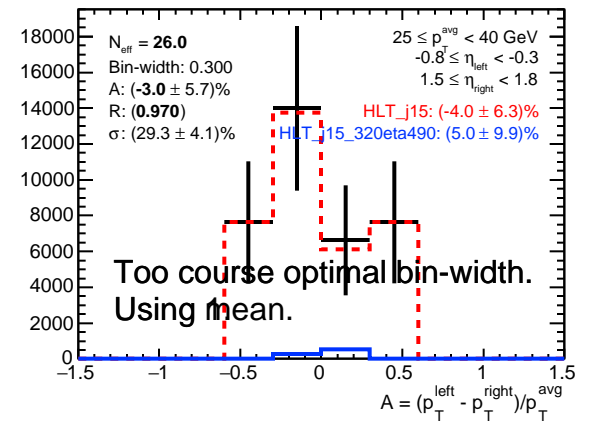 18000
16000
14000
12000
10000
8000
6000
4000
2000
0
N_eff = 26.0
Bin-width: 0.300
A: (-3.0 ± 5.7)%
R: (0.970)
σ: (29.3 ± 4.1)%
25 ≤ p_T^avg < 40 GeV
-0.8 ≤ η_left < -0.3
1.5 ≤ η_right < 1.8
HLT_j15: (-4.0 ± 6.3)%
HLT_j15_320eta490: (5.0 ± 9.9)%
Too course optimal bin-width.
Using mean.
−1.5 −1 −0.5 0 0.5 1 1.5
A = (p_T^left - p_T^right)/p_T^avg